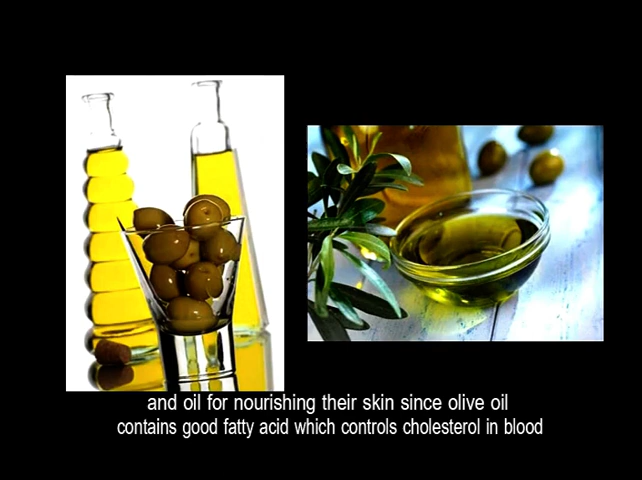 and oil for nourishing their skin since olive oil
contains good fatty acid which controls cholesterol in blood